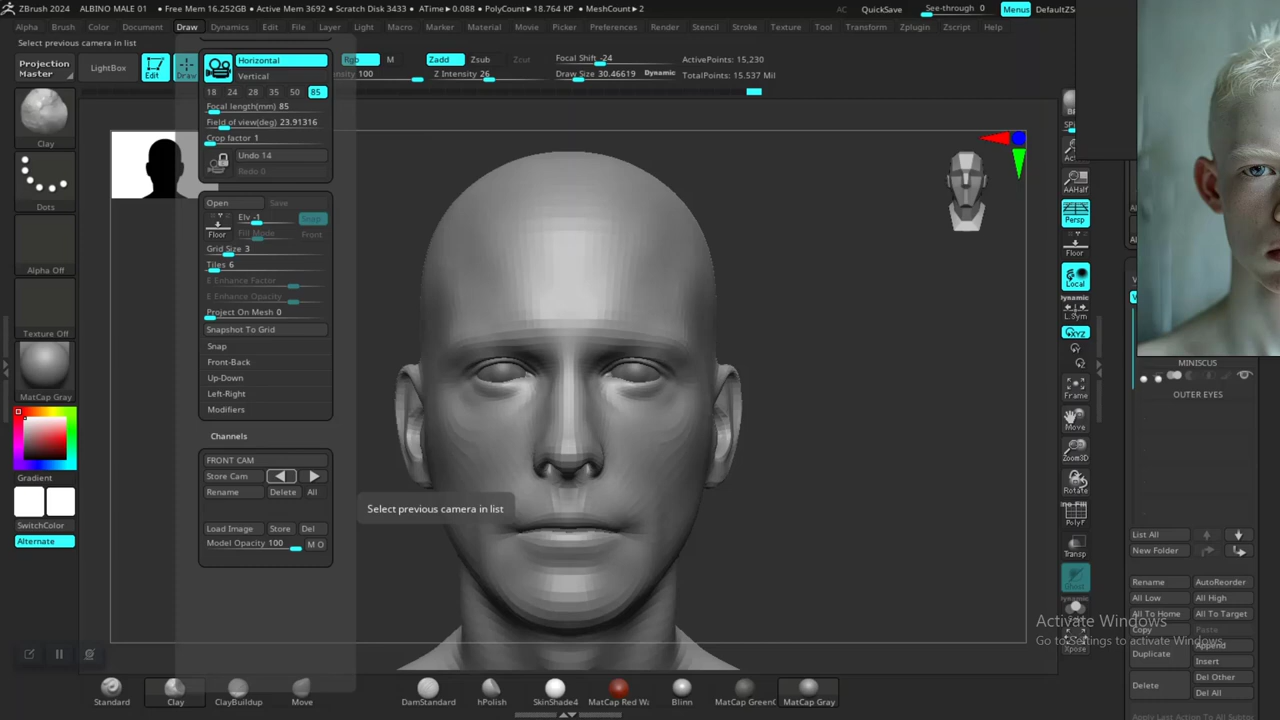 ZBrush 2024 ALBINO MALE 01 • Free Mem 16.252GB • Active Mem 3692 • Scratch Disk 3433 • ATime▸0.088 • PolyCount▸18.764 KP • MeshCount▸2 AC QuickSave See-through 0 Menus DefaultZS
Alpha Brush Color Document Draw Dynamics Edit File Layer Light Macro Marker Material Movie Picker Preferences Render Stencil Stroke Texture Tool Transform Zplugin Zscript Help
Select previous camera in list
Projection Master
LightBox
Edit
Draw
Horizontal
Vertical
18 24 28 35 50 85
Focal length(mm) 85
Field of view(deg) 23.91316
Crop factor 1
Undo 14
Redo 0
Rgb M Zadd Zsub Zcut Focal Shift -24 ActivePoints: 15,230
100 Z Intensity 26 Draw Size 30.46619 Dynamic TotalPoints: 15.537 Mil
Clay
Dots
Alpha Off
Texture Off
MatCap Gray
Gradient
SwitchColor
Alternate
Open Save
Elv -1 Snap
Floor Fill Mode Front
Grid Size 3
Tiles 6
E Enhance Factor
E Enhance Opacity
Project On Mesh 0
Snapshot To Grid
Snap
Front-Back
Up-Down
Left-Right
Modifiers
Channels
FRONT CAM
Store Cam
Rename Delete All
Load Image Store Del
Model Opacity 100 M O
Select previous camera in list
AAHalf
Persp
Floor
Local
Dynamic
L.Sym
XYZ
Frame
Move
Zoom3D
Rotate
PolyF
Transp
Ghost
Dynamic
Xpose
MINISCUS
OUTER EYES
List All
New Folder
Rename AutoReorder
All Low All High
All To Home All To Target
Copy Paste
Duplicate Append
Insert
Delete Del Other
Del All
Activate Windows
Go to Settings to activate Windows.
Standard Clay ClayBuildup Move DamStandard hPolish SkinShade4 MatCap Red Wa Blinn MatCap GreenC MatCap Gray